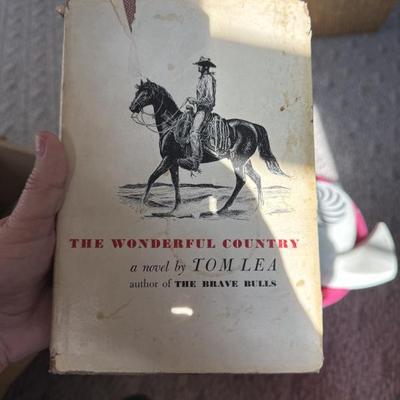 THE WONDERFUL COUNTRY
a novel by TOM LEA
author of THE BRAVE BULLS